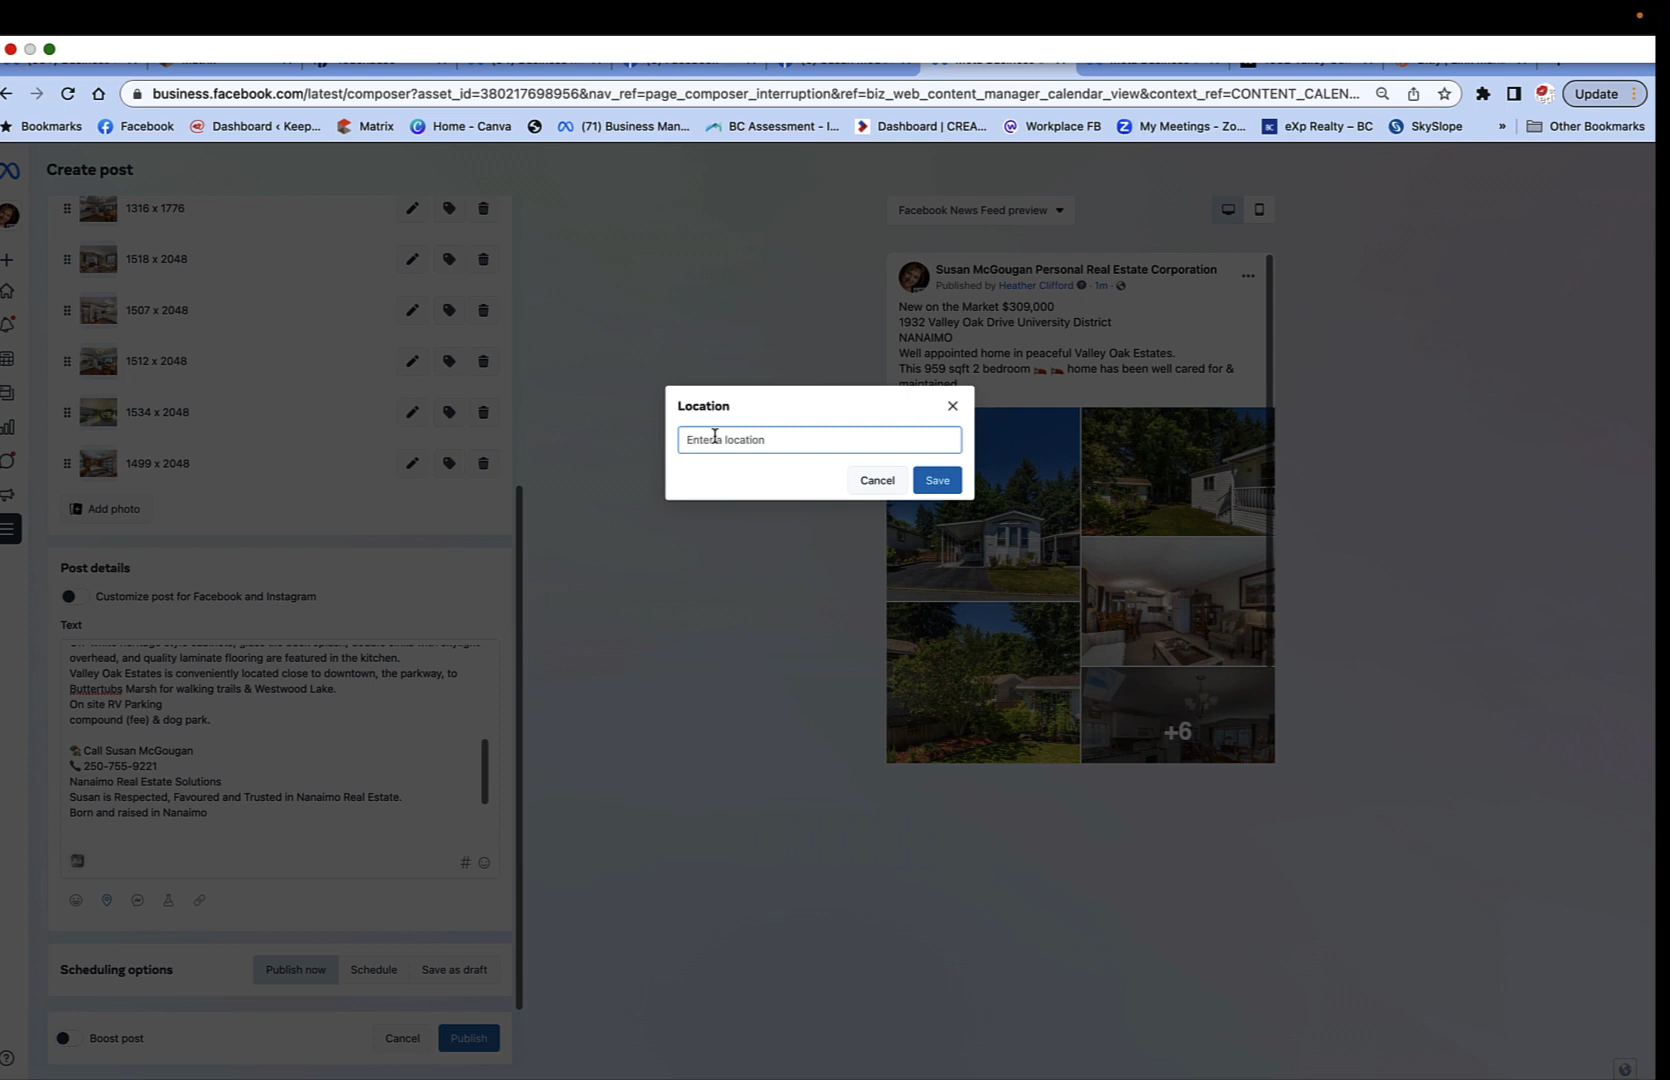 business.facebook.com/latest/composer?asset_id=380217698956&nav_ref=page_composer_interruption&ref=biz_web_content_manager_calendar_view&context_ref=CONTENT_CALEN...
Update
Bookmarks
Facebook
Dashboard < Keep...
Matrix
Home - Canva
(71) Business Man...
BC Assessment - I...
Dashboard | CREA...
Workplace FB
My Meetings - Zo...
eXp Realty – BC
SkySlope
»
Other Bookmarks
Create post
1316 x 1776
1518 x 2048
1507 x 2048
1512 x 2048
1534 x 2048
1499 x 2048
Add photo
Post details
Customize post for Facebook and Instagram
Text
overhead, and quality laminate flooring are featured in the kitchen.
Valley Oak Estates is conveniently located close to downtown, the parkway, to
Buttertubs Marsh for walking trails & Westwood Lake.
On site RV Parking
compound (fee) & dog park.
Call Susan McGougan
250-755-9221
Nanaimo Real Estate Solutions
Susan is Respected, Favoured and Trusted in Nanaimo Real Estate.
Born and raised in Nanaimo
#
Scheduling options
Publish now
Schedule
Save as draft
Boost post
Cancel
Publish
Location
Enter a location
Cancel
Save
Facebook News Feed preview
Susan McGougan Personal Real Estate Corporation
Published by Heather Clifford · 1m ·
New on the Market $309,000
1932 Valley Oak Drive University District
NANAIMO
Well appointed home in peaceful Valley Oak Estates.
This 959 sqft 2 bedroom home has been well cared for &
maintained
+6